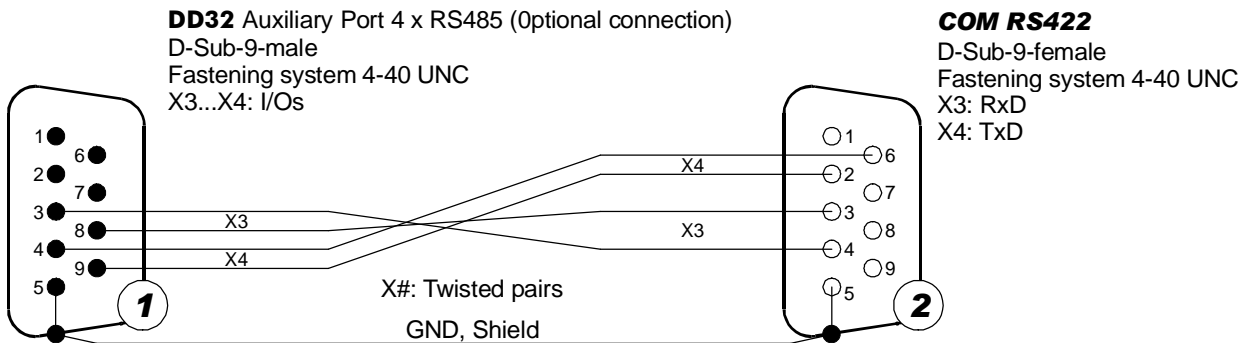 DD32 Auxiliary Port 4 x RS485 (0ptional connection)
D-Sub-9-male
Fastening system 4-40 UNC
X3...X4: I/Os
COM RS422
D-Sub-9-female
Fastening system 4-40 UNC
X3: RxD
X4: TxD
1
6
2
7
3
8
4
9
5
1
X3
X4
X4
X3
X#: Twisted pairs
GND, Shield
1
6
2
7
3
8
4
9
5
2